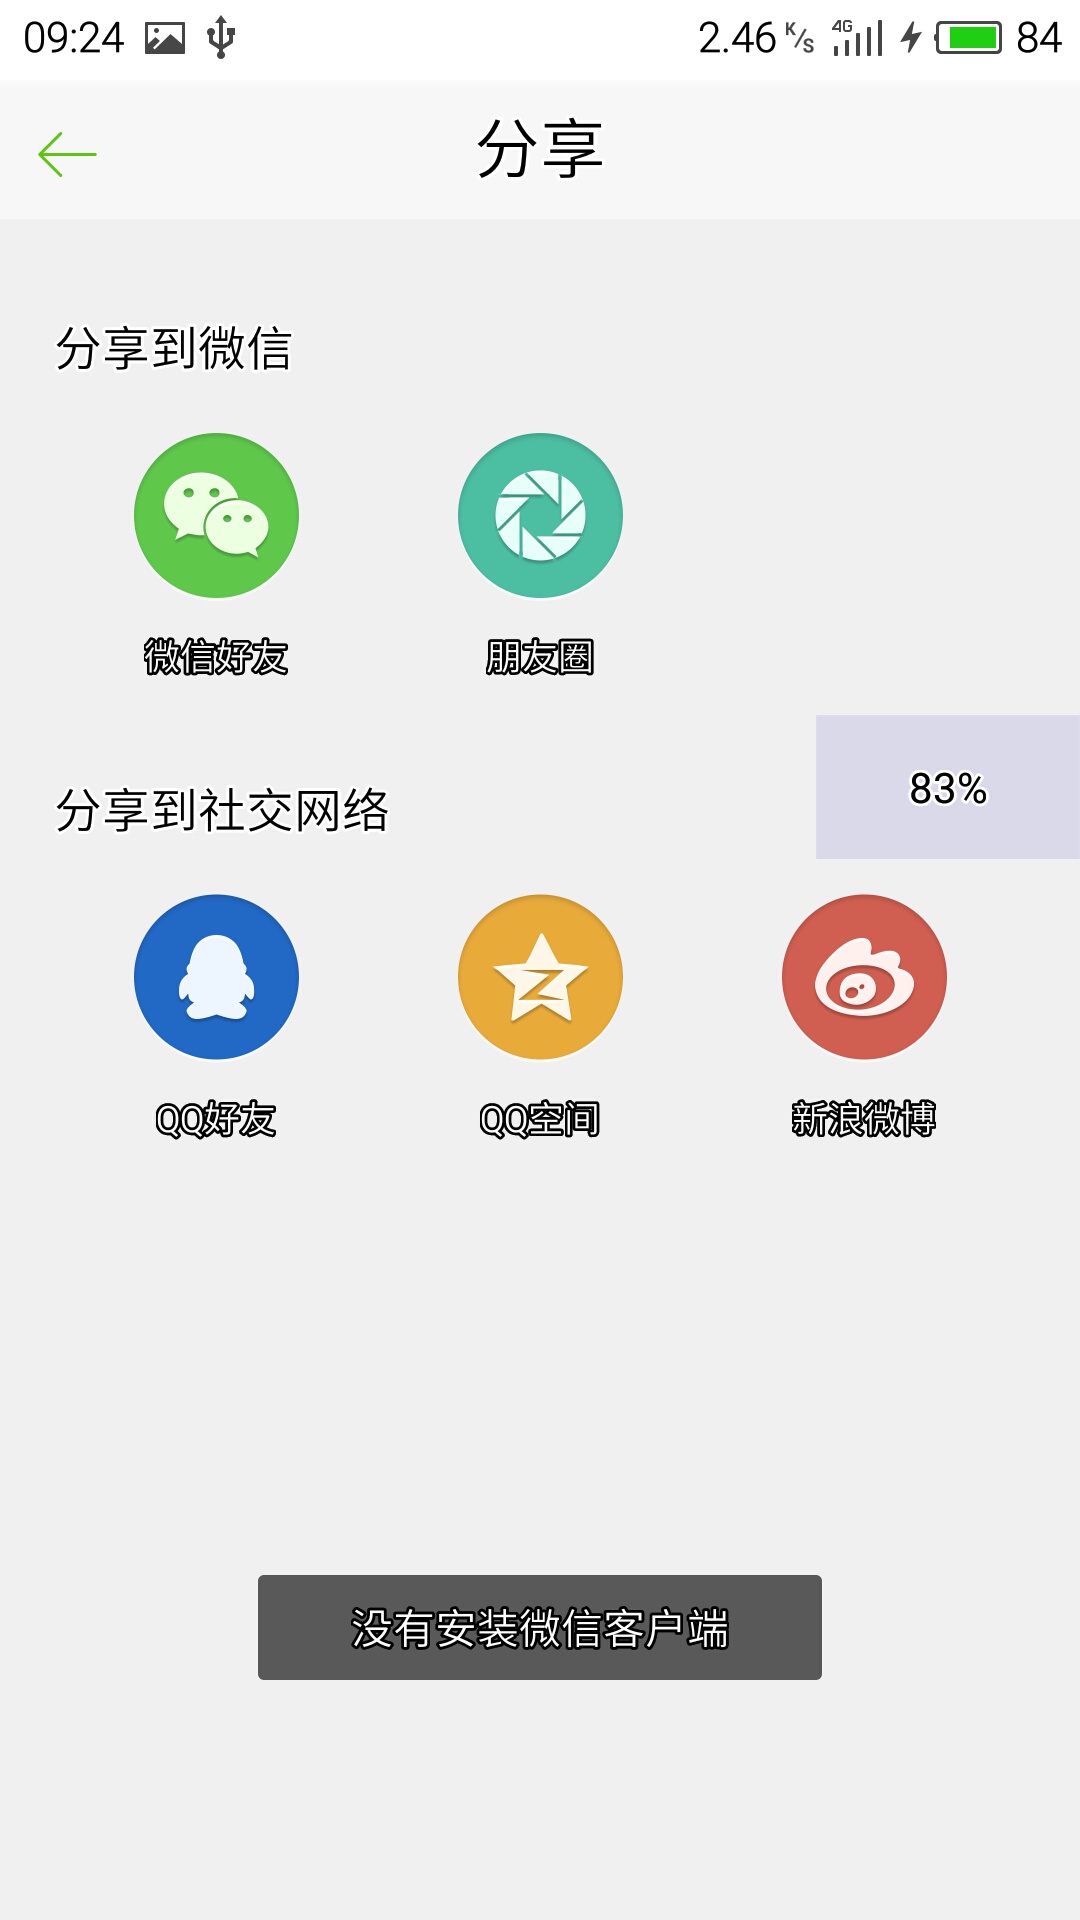 09:24 2.46 K/s 4G 84
分享
分享到微信
微信好友 朋友圈
83%
分享到社交网络
QQ好友 QQ空间 新浪微博
没有安装微信客户端